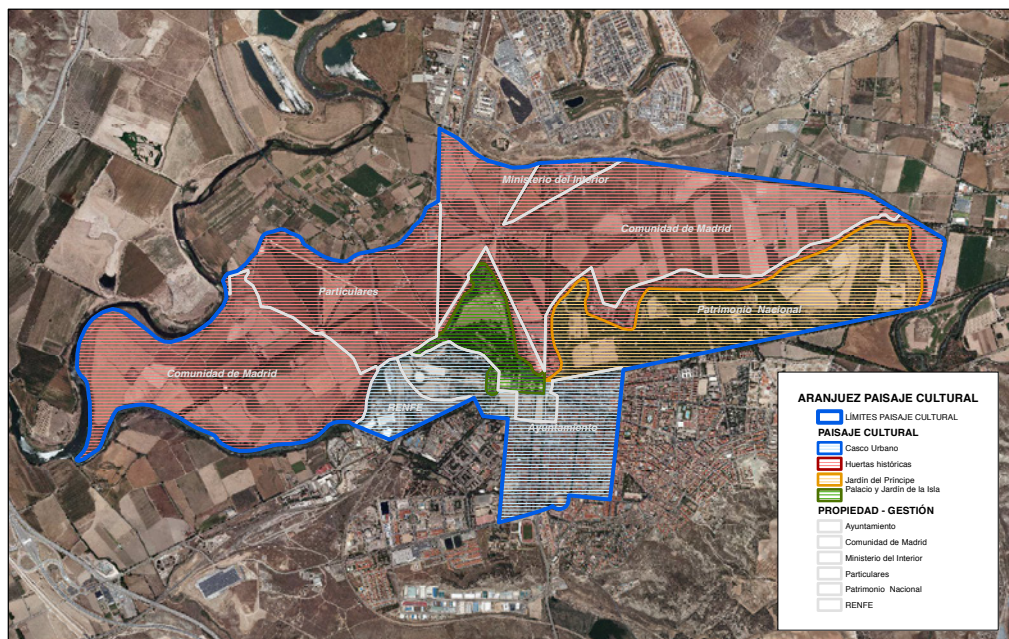 Ministerio del Interior
Comunidad de Madrid
Particulares
Patrimonio Nacional
Comunidad de Madrid
RENFE
Ayuntamiento
ARANJUEZ PAISAJE CULTURAL
LÍMITES PAISAJE CULTURAL
PAISAJE CULTURAL
Casco Urbano
Huertas históricas
Jardín del Príncipe
Palacio y Jardín de la Isla
PROPIEDAD - GESTIÓN
Ayuntamiento
Comunidad de Madrid
Ministerio del Interior
Particulares
Patrimonio Nacional
RENFE